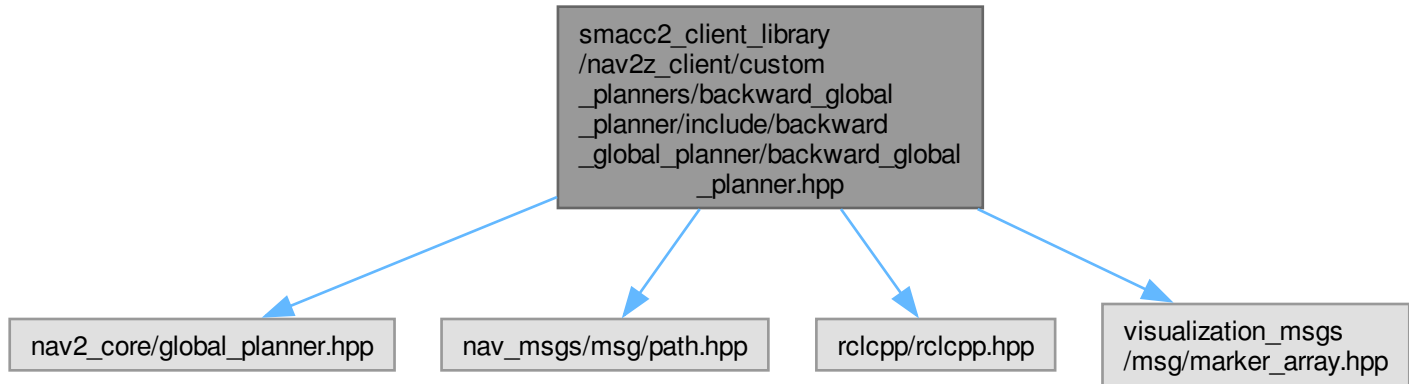 smacc2_client_library
/nav2z_client/custom
_planners/backward_global
_planner/include/backward
_global_planner/backward_global
_planner.hpp
nav2_core/global_planner.hpp
nav_msgs/msg/path.hpp
rclcpp/rclcpp.hpp
visualization_msgs
/msg/marker_array.hpp